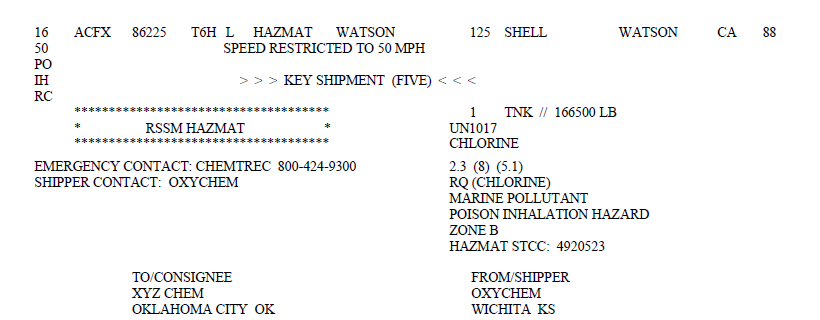 16 ACFX 86225 T6H L HAZMAT WATSON 125 SHELL WATSON CA 88
50 SPEED RESTRICTED TO 50 MPH
PO
IH > > > KEY SHIPMENT (FIVE) < < <
RC
************************************* 1 TNK // 166500 LB
* RSSM HAZMAT * UN1017
************************************* CHLORINE
EMERGENCY CONTACT: CHEMTREC 800-424-9300 2.3 (8) (5.1)
SHIPPER CONTACT: OXYCHEM RQ (CHLORINE)
MARINE POLLUTANT
POISON INHALATION HAZARD
ZONE B
HAZMAT STCC: 4920523
TO/CONSIGNEE FROM/SHIPPER
XYZ CHEM OXYCHEM
OKLAHOMA CITY OK WICHITA KS